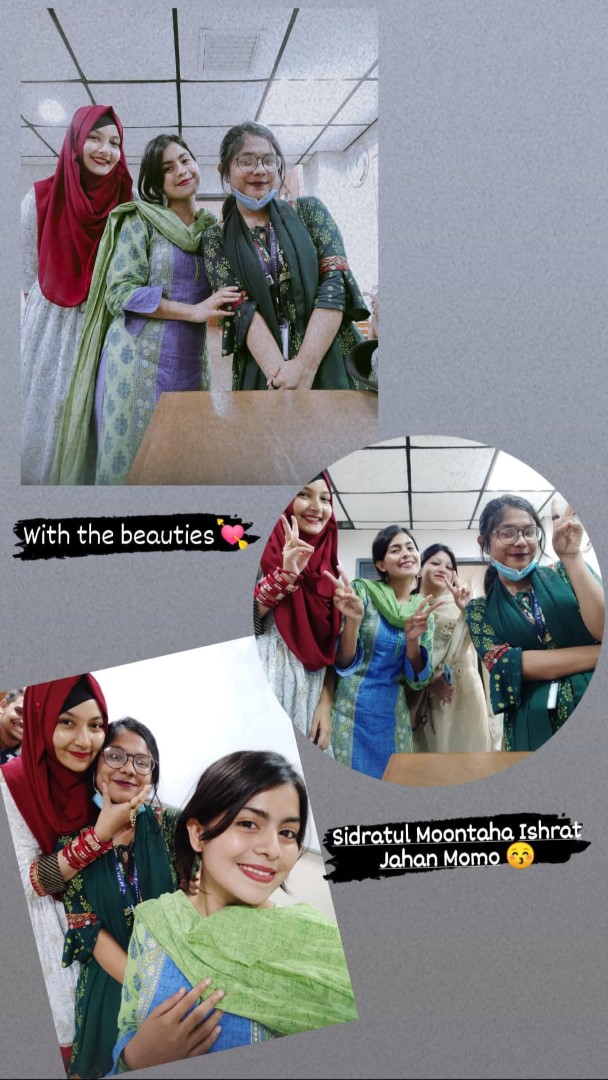 With the beauties 💘
Sidratul Moontaha Ishrat
Jahan Momo 😚